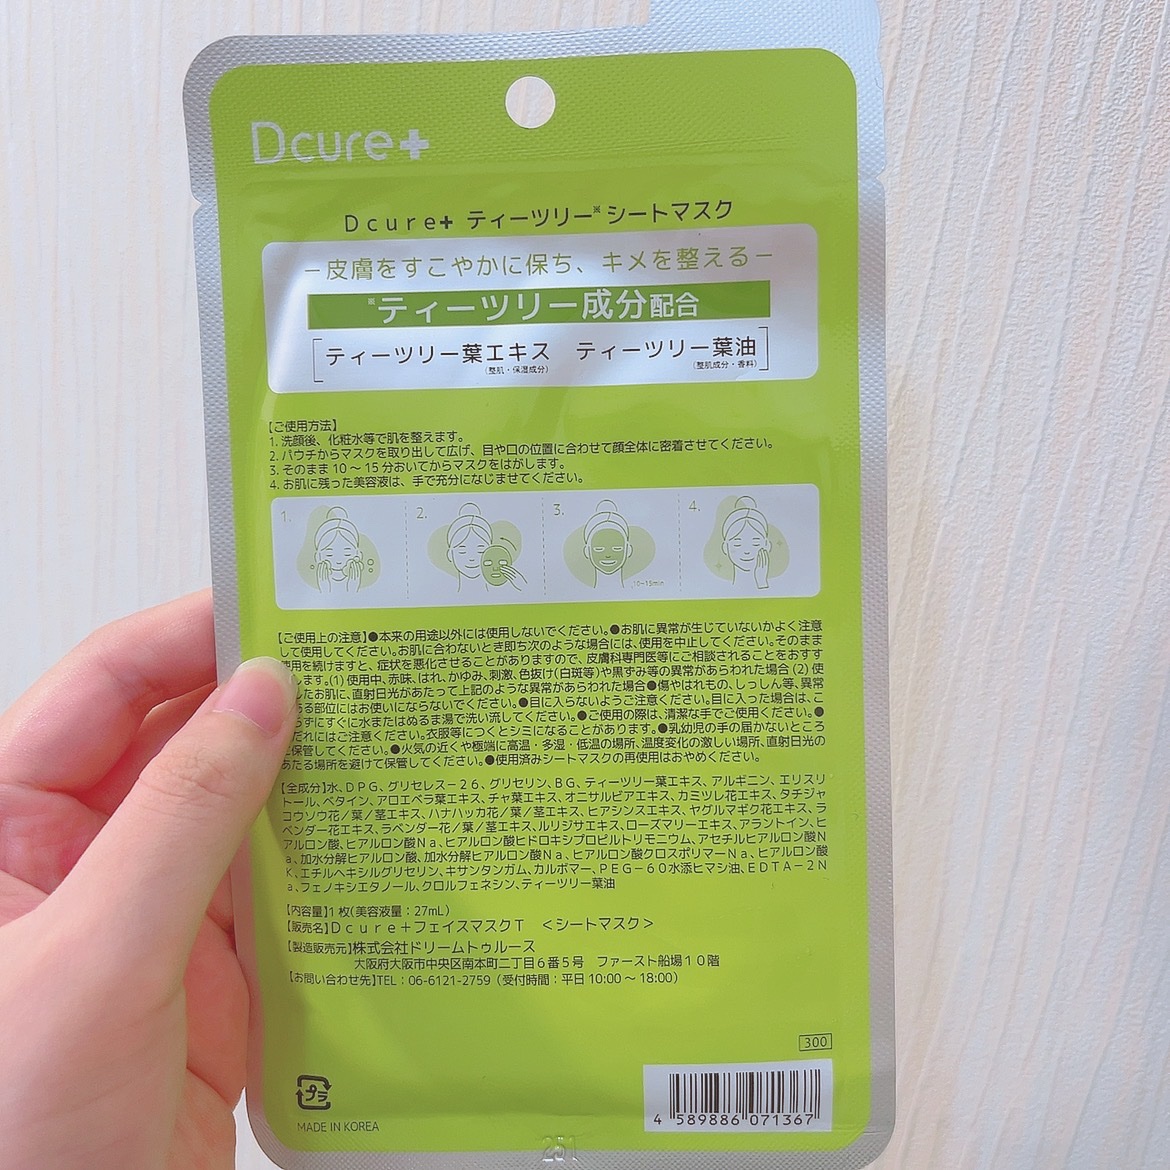 Dcure+
Dcure+ ティーツリー※シートマスク
－皮膚をすこやかに保ち、キメを整える－
※ティーツリー成分配合
ティーツリー葉エキス ティーツリー葉油
(整肌・保湿成分) (整肌成分・香料)
【ご使用方法】
1. 洗顔後、化粧水等で肌を整えます。
2. パウチからマスクを取り出して広げ、目や口の位置に合わせて顔全体に密着させてください。
3. そのまま10～15分おいてからマスクをはがします。
4. お肌に残った美容液は、手で充分になじませてください。
1. 2. 3. 4.
10~15min
【ご使用上の注意】●本来の用途以外には使用しないでください。●お肌に異常が生じていないかよく注意
して使用してください。お肌に合わないとき即ち次のような場合には、使用を中止してください。そのまま
使用を続けますと、症状を悪化させることがありますので、皮膚科専門医等にご相談されることをおすす
します。(1) 使用中、赤味、はれ、かゆみ、刺激、色抜け(白斑等)や黒ずみ等の異常があらわれた場合 (2) 使
したお肌に、直射日光があたって上記のような異常があらわれた場合●傷やはれもの、しっしん等、異常
ある部位にはお使いにならないでください。●目に入らないようご注意ください。目に入った場合は、こ
らずにすぐに水またはぬるま湯で洗い流してください。●ご使用の際は、清潔な手でご使用ください。●
だれにはご注意ください。衣服等につくとシミになることがあります。●乳幼児の手の届かないところ
保管してください。●火気の近くや極端に高温・多湿・低温の場所、温度変化の激しい場所、直射日光の
あたる場所を避けて保管してください。●使用済みシートマスクの再使用はおやめください。
【全成分】水、DPG、グリセレス－26、グリセリン、BG、ティーツリー葉エキス、アルギニン、エリスリ
トール、ベタイン、アロエベラ葉エキス、チャ葉エキス、オニサルビアエキス、カミツレ花エキス、タチジャ
コウソウ花／葉／茎エキス、ハナハッカ花／葉／茎エキス、ヒアシンスエキス、ヤグルマギク花エキス、ラ
ベンダー花エキス、ラベンダー花／葉／茎エキス、ルリジサエキス、ローズマリーエキス、アラントイン、ヒ
アルロン酸、ヒアルロン酸Na、ヒアルロン酸ヒドロキシプロピルトリモニウム、アセチルヒアルロン酸N
a、加水分解ヒアルロン酸、加水分解ヒアルロン酸Na、ヒアルロン酸クロスポリマーNa、ヒアルロン酸
K、エチルヘキシルグリセリン、キサンタンガム、カルボマー、PEG－60水添ヒマシ油、EDTA－2N
a、フェノキシエタノール、クロルフェネシン、ティーツリー葉油
【内容量】1枚(美容液量：27mL)
【販売名】Dcure＋フェイスマスクT ＜シートマスク＞
【製造販売元】株式会社ドリームトゥルース
大阪府大阪市中央区南本町二丁目6番5号 ファースト船場10階
【お問い合わせ先】TEL：06-6121-2759（受付時間：平日10:00～18:00）
300
プラ
MADE IN KOREA
4 589886 071367
251